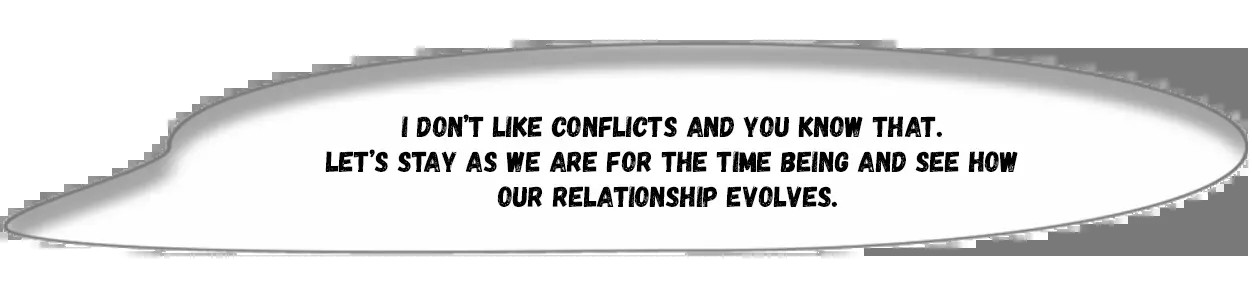 I DON'T LIKE CONFLICTS AND YOU KNOW THAT.
LET'S STAY AS WE ARE FOR THE TIME BEING AND SEE HOW
OUR RELATIONSHIP EVOLVES.